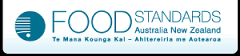 FOOD STANDARDS
Australia New Zealand
Te Mana Kounga Kai – Ahitereiria me Aotearoa